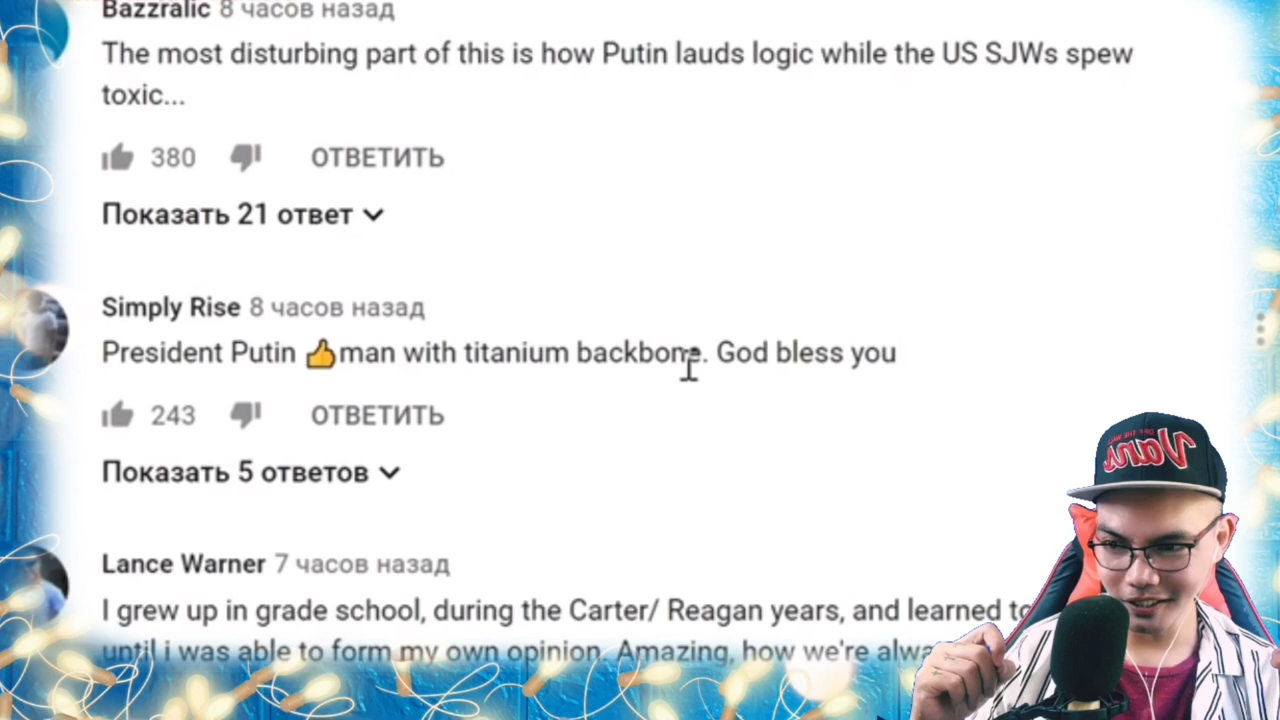 Bazzralic 8 часов назад
The most disturbing part of this is how Putin lauds logic while the US SJWs spew
toxic...
380 ОТВЕТИТЬ
Показать 21 ответ
Simply Rise 8 часов назад
President Putin 👍man with titanium backbone. God bless you
243 ОТВЕТИТЬ
Показать 5 ответов
Lance Warner 7 часов назад
I grew up in grade school, during the Carter/ Reagan years, and learned to
until i was able to form my own opinion. Amazing, how we're alwa
Vans
"OFF THE WALL"